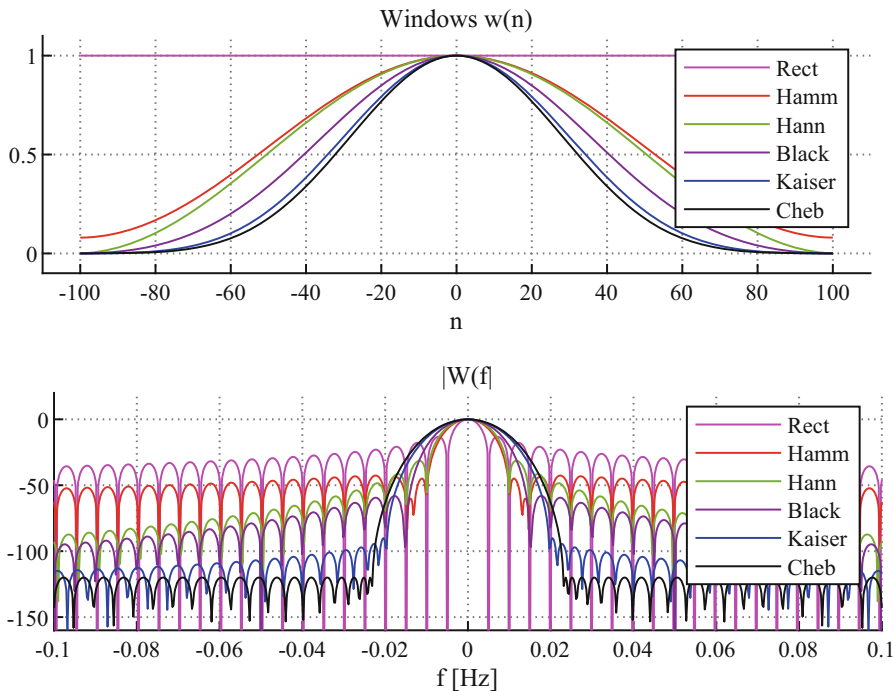 Windows w(n)
1
0.5
0
Rect
Hamm
Hann
Black
Kaiser
Cheb
-100 -80 -60 -40 -20 0 20 40 60 80 100
n
|W(f|
0
-50
-100
-150
Rect
Hamm
Hann
Black
Kaiser
Cheb
-0.1 -0.08 -0.06 -0.04 -0.02 0 0.02 0.04 0.06 0.08 0.1
f [Hz]